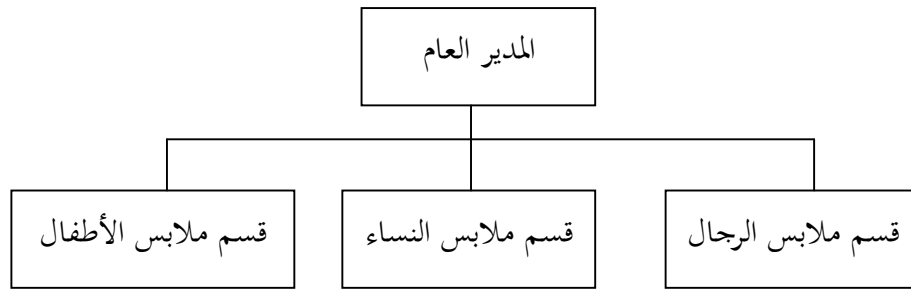 المدير العام
قسم ملابس الرجال
قسم ملابس النساء
قسم ملابس الأطفال